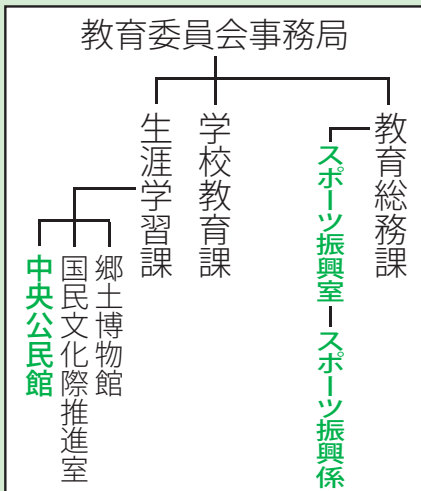 教育委員会事務局
教育総務課
スポーツ振興室
スポーツ振興係
学校教育課
生涯学習課
郷土博物館
国民文化際推進室
中央公民館